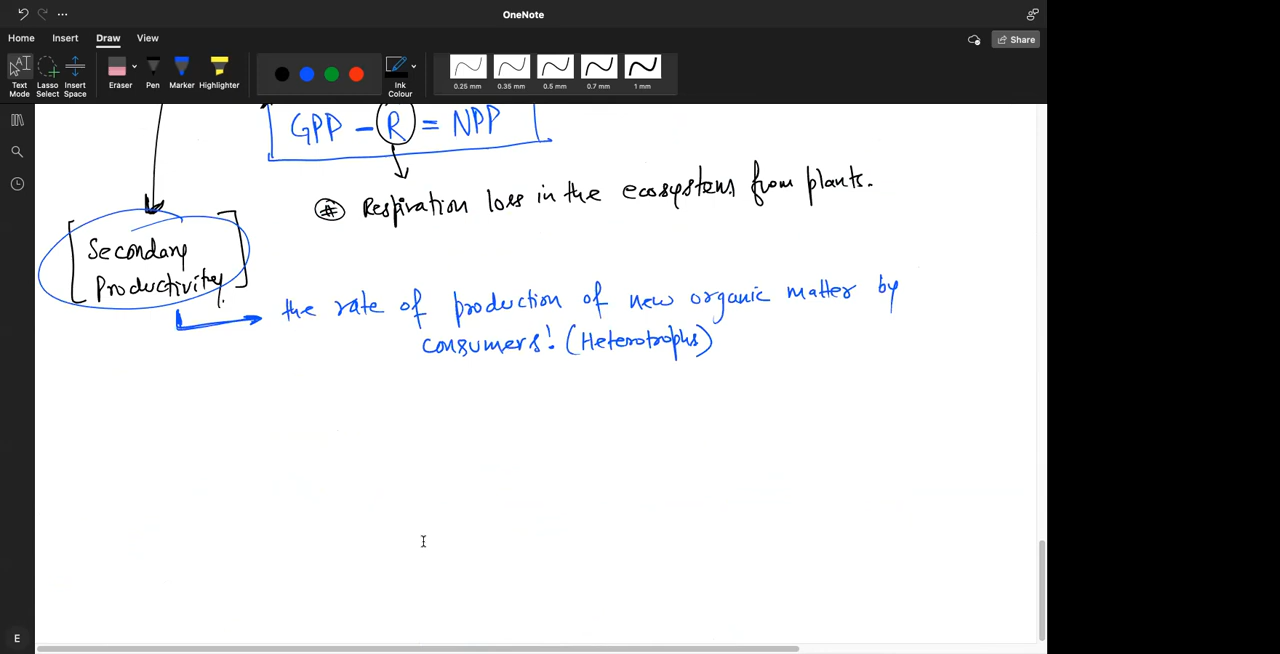 OneNote
Home Insert Draw View
Share
Text Mode
Lasso Select
Insert Space
Eraser
Pen
Marker
Highlighter
Ink Colour
0.25 mm
0.35 mm
0.5 mm
0.7 mm
1 mm
GPP - R = NPP
# Respiration loss in the ecosystem from plants.
[Secondary
Productivity]
the rate of production of new organic matter by
consumers! (Heterotrophs)
E